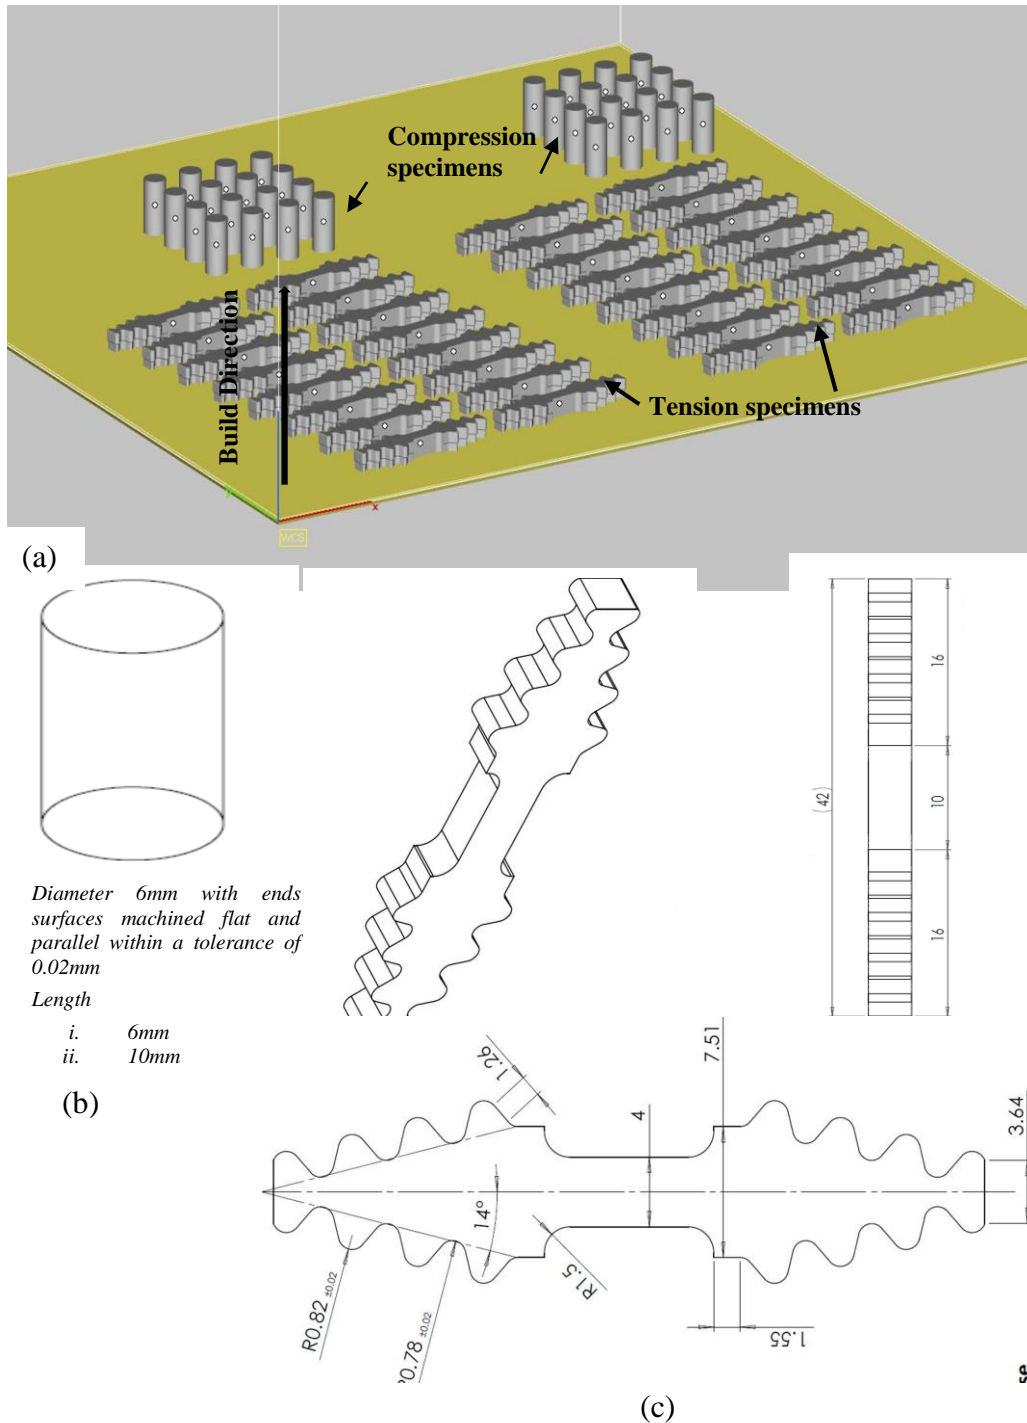 Compression
specimens
Build Direction
Tension specimens
y
x
WCS
(a)
Diameter 6mm with ends
surfaces machined flat and
parallel within a tolerance of
0.02mm
Length
i. 6mm
ii. 10mm
(b)
(42)
16
10
16
1.26
4
7.51
3.64
14°
R1.5
R0.82 ±0.02
R0.78 ±0.02
1.55
se
(c)